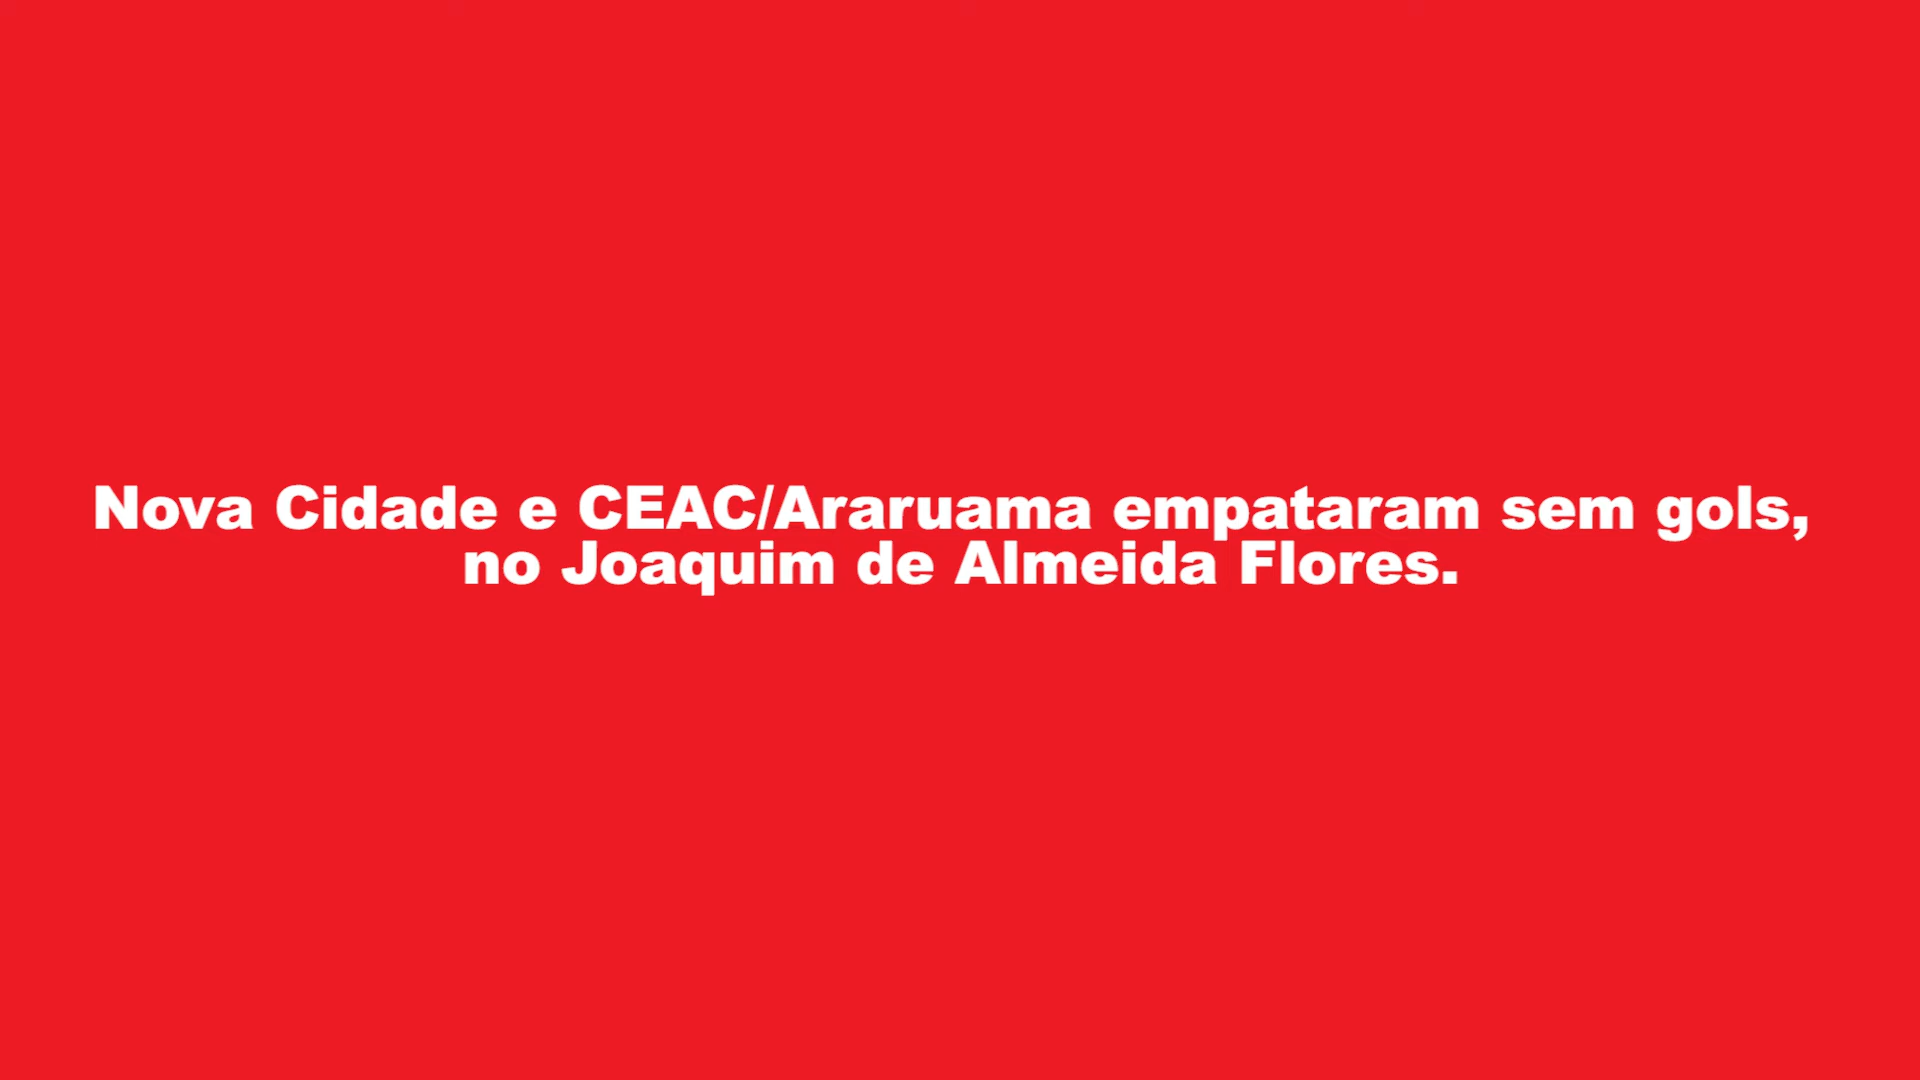 Nova Cidade e CEAC/Araruama empataram sem gols,
no Joaquim de Almeida Flores.